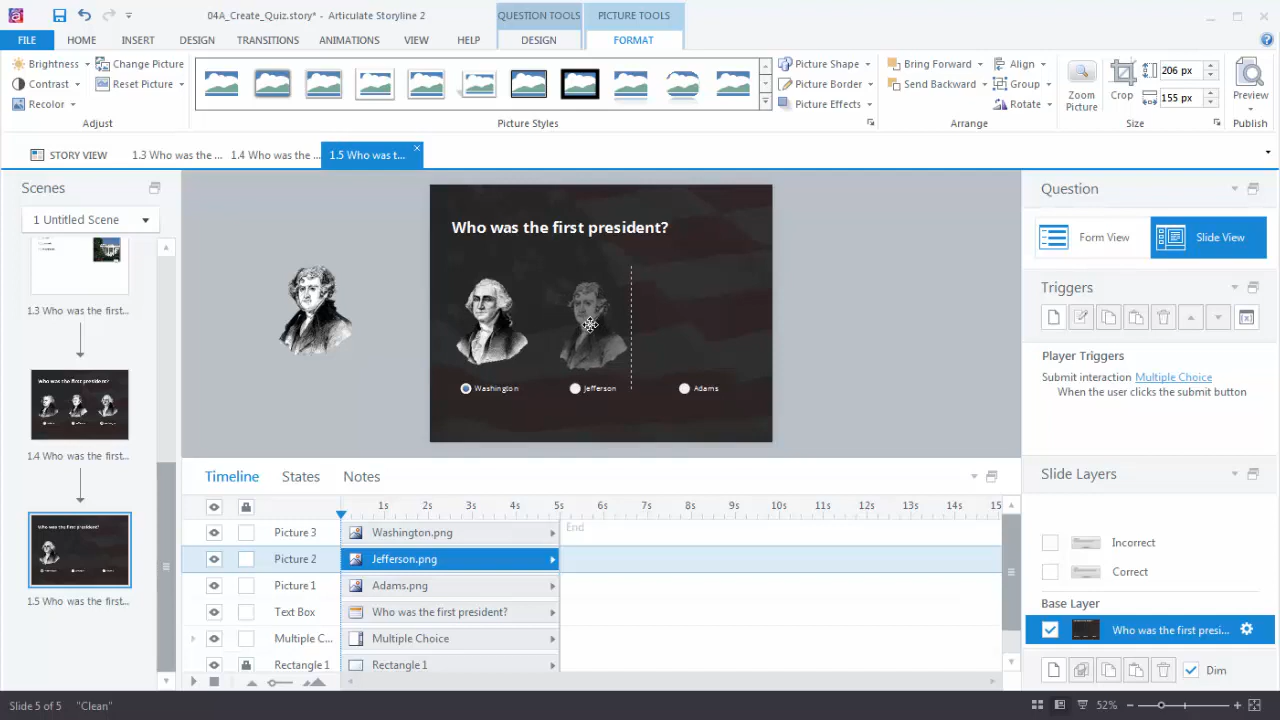 04A_Create_Quiz.story* - Articulate Storyline 2
QUESTION TOOLS
PICTURE TOOLS
FILE
HOME
INSERT
DESIGN
TRANSITIONS
ANIMATIONS
VIEW
HELP
DESIGN
FORMAT
Brightness
Change Picture
Contrast
Reset Picture
Recolor
Adjust
Picture Styles
Picture Shape
Picture Border
Picture Effects
Bring Forward
Send Backward
Align
Group
Rotate
Arrange
Zoom
Picture
Crop
206 px
155 px
Size
Preview
Publish
STORY VIEW
1.3 Who was the ...
1.4 Who was the ...
1.5 Who was t...
Scenes
1 Untitled Scene
1.3 Who was the first...
Who was the first president?
1.4 Who was the first...
Who was the first president?
1.5 Who was the first...
Who was the first president?
Washington
Jefferson
Adams
Question
Form View
Slide View
Triggers
Player Triggers
Submit interaction Multiple Choice
When the user clicks the submit button
Timeline
States
Notes
1s 2s 3s 4s 5s 6s 7s 8s 9s 10s 11s 12s 13s 14s 15
End
Picture 3 Washington.png
Picture 2 Jefferson.png
Picture 1 Adams.png
Text Box Who was the first president?
Multiple C... Multiple Choice
Rectangle 1 Rectangle 1
Slide Layers
Incorrect
Correct
Base Layer
Who was the first presi...
Dim
Slide 5 of 5
"Clean"
52%